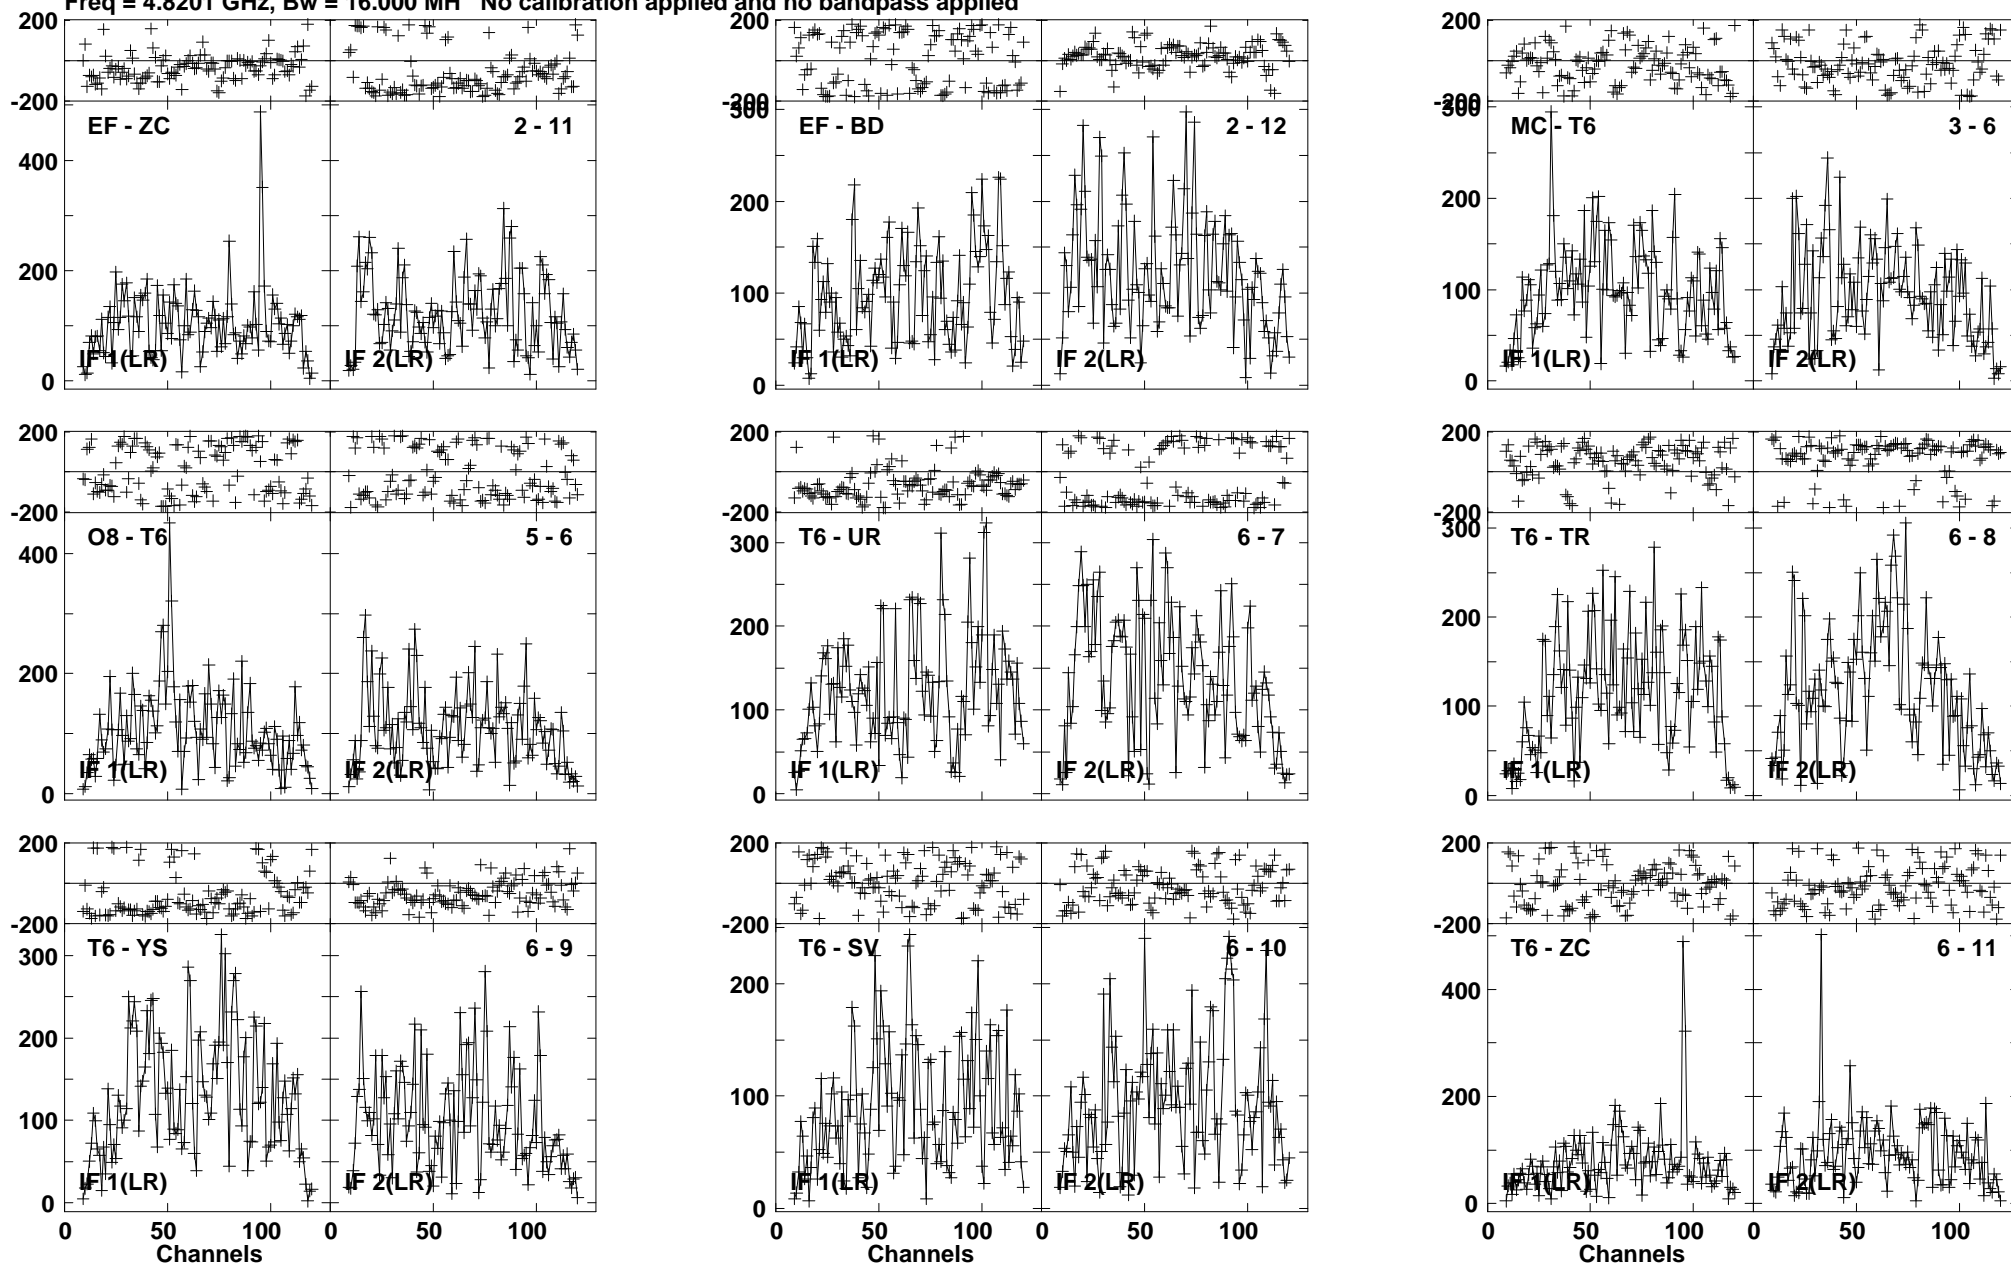 Freq = 4.8201 GHz, Bw = 16.000 MH No calibration applied and no bandpass applied
200
-200
EF - ZC
2 - 11
400
200
0
IF 1(LR)
IF 2(LR)
200
-200
300
EF - BD
2 - 12
200
100
0
IF 1(LR)
IF 2(LR)
200
-200
300
MC - T6
3 - 6
200
100
0
IF 1(LR)
IF 2(LR)
200
-200
O8 - T6
5 - 6
400
200
0
IF 1(LR)
IF 2(LR)
200
-200
T6 - UR
6 - 7
300
200
100
0
IF 1(LR)
IF 2(LR)
200
-200
T6 - TR
6 - 8
300
200
100
0
IF 1(LR)
IF 2(LR)
200
-200
T6 - YS
6 - 9
300
200
100
0
IF 1(LR)
IF 2(LR)
0 50 100 0 50 100
Channels
200
-200
T6 - SV
6 - 10
200
100
0
IF 1(LR)
IF 2(LR)
0 50 100 0 50 100
200
-200
T6 - ZC
6 - 11
400
200
0
IF 1(LR)
IF 2(LR)
0 50 100 0 50 100
Channels